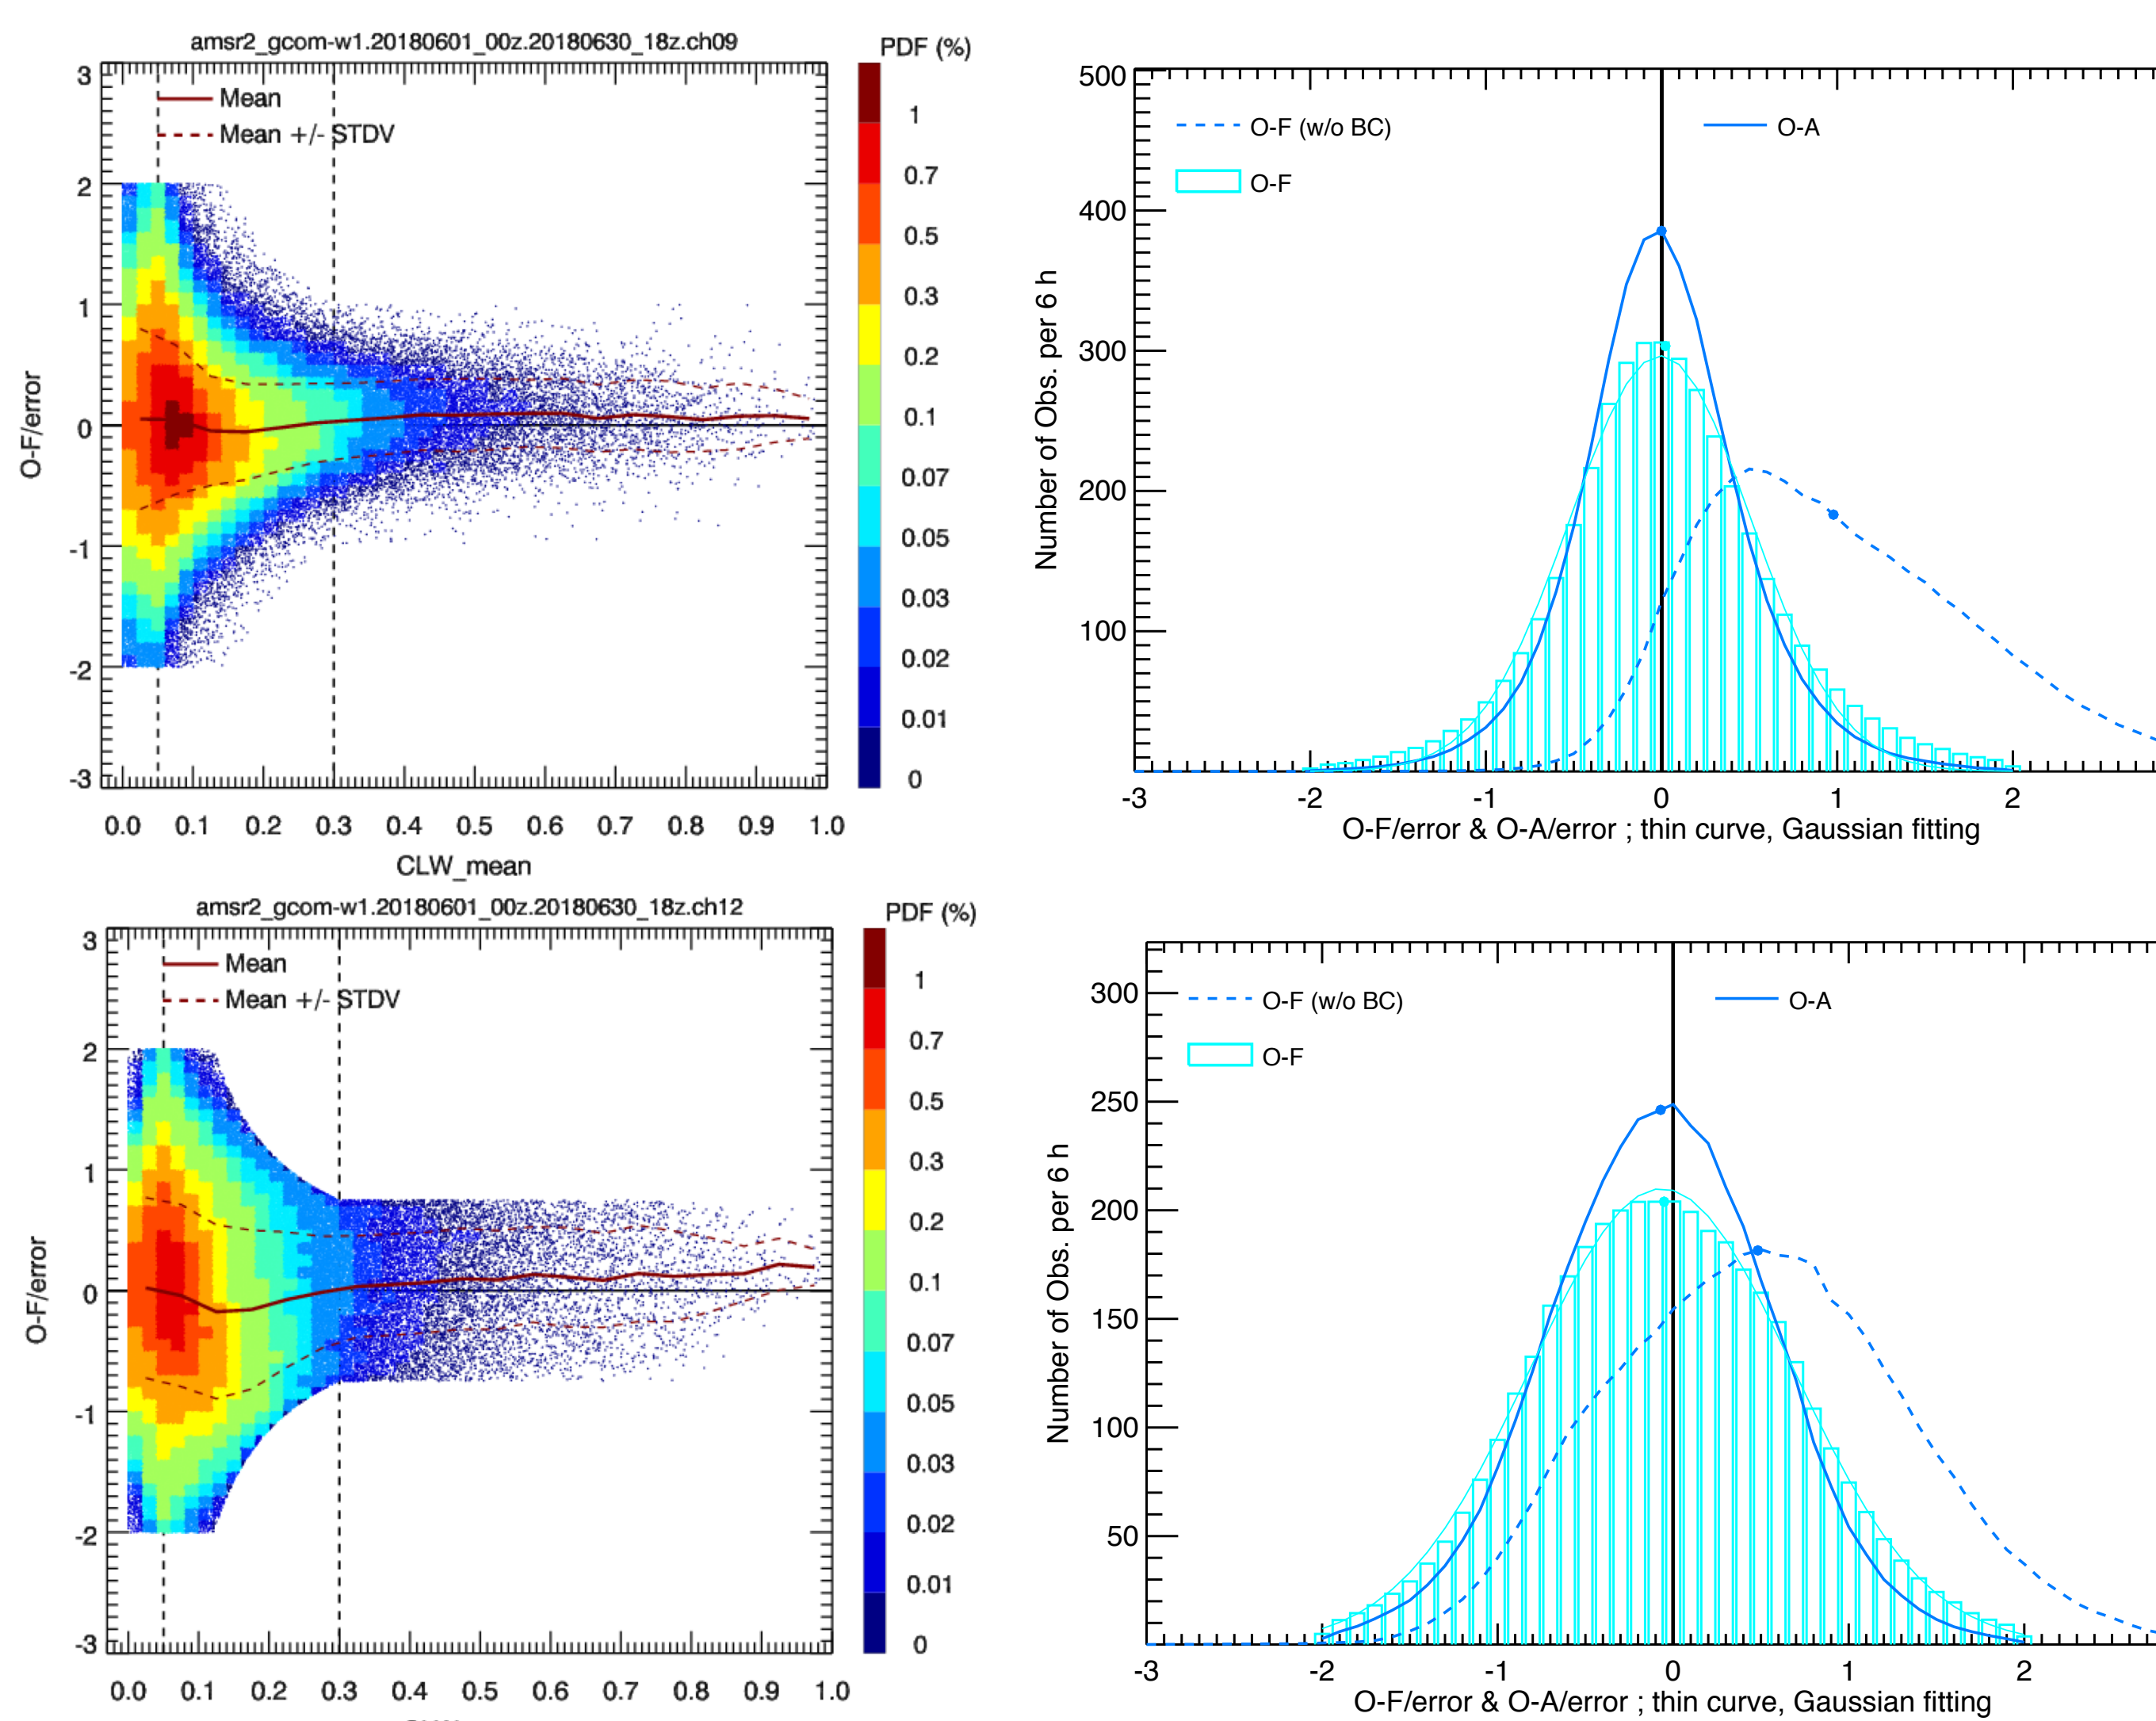 amsr2_gcom-w1.20180601_00z.20180630_18z.ch09
PDF (%)
Mean
Mean +/- STDV
3
2
1
0
-1
-2
-3
O-F/error
0.0 0.1 0.2 0.3 0.4 0.5 0.6 0.7 0.8 0.9 1.0
CLW_mean
1
0.7
0.5
0.3
0.2
0.1
0.07
0.05
0.03
0.02
0.01
0
500
400
300
200
100
Number of Obs. per 6 h
O-F (w/o BC)
O-A
O-F
-3 -2 -1 0 1 2
O-F/error & O-A/error ; thin curve, Gaussian fitting
amsr2_gcom-w1.20180601_00z.20180630_18z.ch12
PDF (%)
Mean
Mean +/- STDV
3
2
1
0
-1
-2
-3
O-F/error
0.0 0.1 0.2 0.3 0.4 0.5 0.6 0.7 0.8 0.9 1.0
1
0.7
0.5
0.3
0.2
0.1
0.07
0.05
0.03
0.02
0.01
0
300
250
200
150
100
50
Number of Obs. per 6 h
O-F (w/o BC)
O-A
O-F
-3 -2 -1 0 1 2
O-F/error & O-A/error ; thin curve, Gaussian fitting